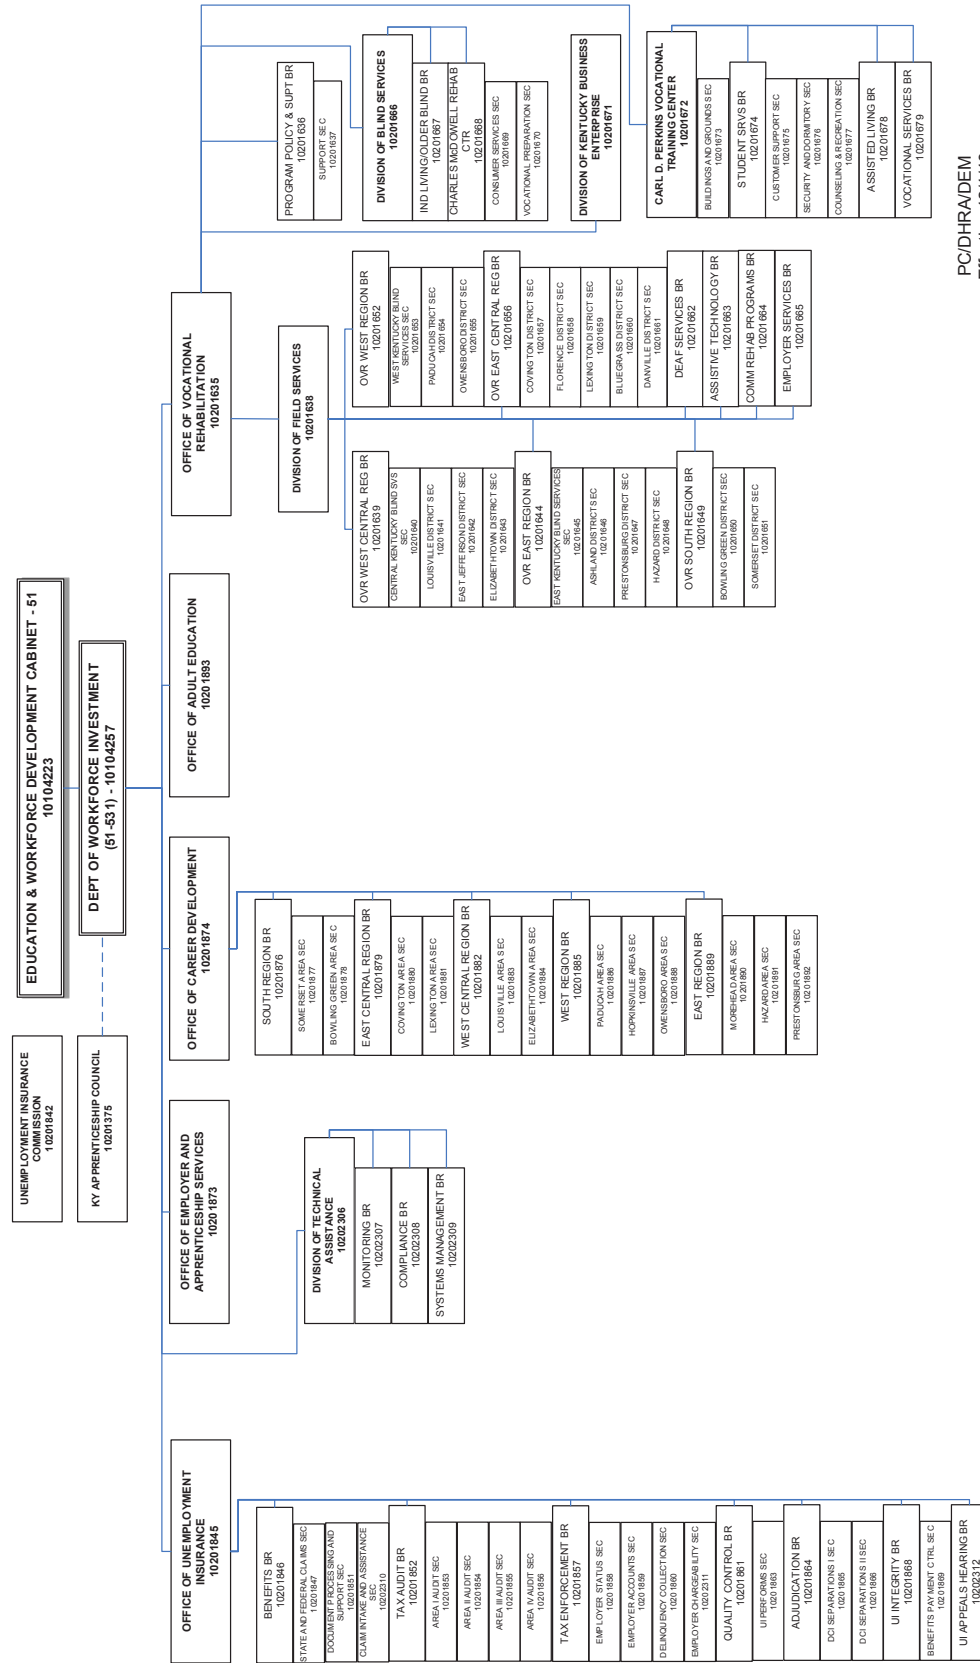 EDUCATION & WORKFORCE DEVELOPMENT CABINET - 51
10104223
DEPT OF WORKFORCE INVESTMENT
(51-531) - 10104257
UNEMPLOYMENT INSURANCE
COMMISSION
10201842
KY APPRENTICESHIP COUNCIL
10201375
OFFICE OF UNEMPLOYMENT
INSURANCE
10201845
BENEFITS BR
10201846
STATE AND FEDERAL CLAIMS SEC
10201847
DOCUMENT PROCESSING AND
SUPPORT SEC
10201851
CLAIM INTAKE AND ASSISTANCE
SEC
10202310
TAX AUDIT BR
10201852
AREA I AUDIT SEC
10201853
AREA II AUDIT SEC
10201854
AREA III AUDIT SEC
10201855
AREA IV AUDIT SEC
10201856
TAX ENFORCEMENT BR
10201857
EMPLOYER STATUS SEC
10201858
EMPLOYER ACCOUNTS SEC
10201859
DELINQUENCY COLLECTION SEC
10201860
EMPLOYER CHARGEABILITY SEC
10202311
QUALITY CONTROL BR
10201861
UI PERFORMS SEC
10201863
ADJUDICATION BR
10201864
DCI SEPARATIONS I SEC
10201865
DCI SEPARATIONS II SEC
10201866
UI INTEGRITY BR
10201868
BENEFITS PAYMENT CTRL SEC
10201869
UI APPEALS HEARING BR
10202312
OFFICE OF EMPLOYER AND
APPRENTICESHIP SERVICES
10201873
DIVISION OF TECHNICAL
ASSISTANCE
10202306
MONITORING BR
10202307
COMPLIANCE BR
10202308
SYSTEMS MANAGEMENT BR
10202309
OFFICE OF CAREER DEVELOPMENT
10201874
SOUTH REGION BR
10201876
SOMERSET AREA SEC
10201877
BOWLING GREEN AREA SEC
10201878
EAST CENTRAL REGION BR
10201879
COVINGTON AREA SEC
10201880
LEXINGTON AREA SEC
10201881
WEST CENTRAL REGION BR
10201882
LOUISVILLE AREA SEC
10201883
ELIZABETHTOWN AREA SEC
10201884
WEST REGION BR
10201885
PADUCAH AREA SEC
10201886
HOPKINSVILLE AREA SEC
10201887
OWENSBORO AREA SEC
10201888
EAST REGION BR
10201889
MOREHEAD AREA SEC
10201890
HAZARD AREA SEC
10201891
PRESTONSBURG AREA SEC
10201892
OFFICE OF ADULT EDUCATION
10201893
OFFICE OF VOCATIONAL
REHABILITATION
10201635
DIVISION OF FIELD SERVICES
10201638
OVR WEST CENTRAL REG BR
10201639
CENTRAL KENTUCKY BLIND SVS
SEC
10201640
LOUISVILLE DISTRICT SEC
10201641
EAST JEFFERSON DISTRICT SEC
10201642
ELIZABETHTOWN DISTRICT SEC
10201643
OVR EAST REGION BR
10201644
EAST KENTUCKY BLIND SERVICES
SEC
10201645
ASHLAND DISTRICT SEC
10201646
PRESTONSBURG DISTRICT SEC
10201647
HAZARD DISTRICT SEC
10201648
OVR SOUTH REGION BR
10201649
BOWLING GREEN DISTRICT SEC
10201650
SOMERSET DISTRICT SEC
10201651
OVR WEST REGION BR
10201652
WEST KENTUCKY BLIND
SERVICES SEC
10201653
PADUCAH DISTRICT SEC
10201654
OWENSBORO DISTRICT SEC
10201655
OVR EAST CENTRAL REG BR
10201656
COVINGTON DISTRICT SEC
10201657
FLORENCE DISTRICT SEC
10201658
LEXINGTON DISTRICT SEC
10201659
BLUEGRASS DISTRICT SEC
10201660
DANVILLE DISTRICT SEC
10201661
DEAF SERVICES BR
10201662
ASSISTIVE TECHNOLOGY BR
10201663
COMM REHAB PROGRAMS BR
10201664
EMPLOYER SERVICES BR
10201665
PROGRAM POLICY & SUPT BR
10201636
SUPPORT SEC
10201637
DIVISION OF BLIND SERVICES
10201666
IND LIVING/OLDER BLIND BR
10201667
CHARLES McDOWELL REHAB
CTR
10201668
CONSUMER SERVICES SEC
10201669
VOCATIONAL PREPARATION SEC
10201670
DIVISION OF KENTUCKY BUSINESS
ENTERPRISE
10201671
CARL D. PERKINS VOCATIONAL
TRAINING CENTER
10201672
BUILDINGS AND GROUNDS SEC
10201673
STUDENT SRVS BR
10201674
CUSTOMER SUPPORT SEC
10201675
SECURITY AND DORMITORY SEC
10201676
COUNSELING & RECREATION SEC
10201677
ASSISTED LIVING BR
10201678
VOCATIONAL SERVICES BR
10201679
PC/DHRA/DEM